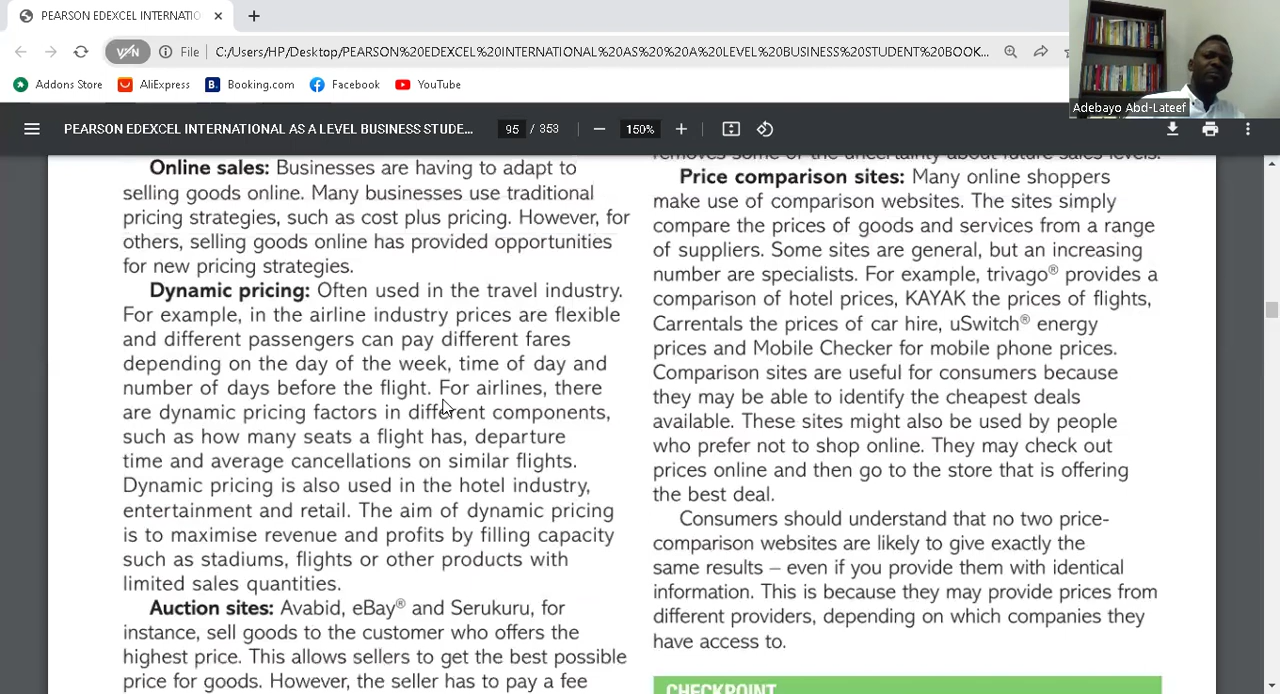 PEARSON EDEXCEL INTERNATIO
File
C:/Users/HP/Desktop/PEARSON%20EDEXCEL%20INTERNATIONAL%20AS%20%20A%20LEVEL%20BUSINESS%20STUDENT%20BOOK...
Adebayo Abd-Lateef
Addons Store
AliExpress
Booking.com
Facebook
YouTube
PEARSON EDEXCEL INTERNATIONAL AS A LEVEL BUSINESS STUDE...
95 / 353
150%
Online sales: Businesses are having to adapt to
selling goods online. Many businesses use traditional
pricing strategies, such as cost plus pricing. However, for
others, selling goods online has provided opportunities
for new pricing strategies.
Dynamic pricing: Often used in the travel industry.
For example, in the airline industry prices are flexible
and different passengers can pay different fares
depending on the day of the week, time of day and
number of days before the flight. For airlines, there
are dynamic pricing factors in different components,
such as how many seats a flight has, departure
time and average cancellations on similar flights.
Dynamic pricing is also used in the hotel industry,
entertainment and retail. The aim of dynamic pricing
is to maximise revenue and profits by filling capacity
such as stadiums, flights or other products with
limited sales quantities.
Auction sites: Avabid, eBay® and Serukuru, for
instance, sell goods to the customer who offers the
highest price. This allows sellers to get the best possible
price for goods. However, the seller has to pay a fee
removes some of the uncertainty about future sales levels.
Price comparison sites: Many online shoppers
make use of comparison websites. The sites simply
compare the prices of goods and services from a range
of suppliers. Some sites are general, but an increasing
number are specialists. For example, trivago® provides a
comparison of hotel prices, KAYAK the prices of flights,
Carrentals the prices of car hire, uSwitch® energy
prices and Mobile Checker for mobile phone prices.
Comparison sites are useful for consumers because
they may be able to identify the cheapest deals
available. These sites might also be used by people
who prefer not to shop online. They may check out
prices online and then go to the store that is offering
the best deal.
Consumers should understand that no two price-
comparison websites are likely to give exactly the
same results – even if you provide them with identical
information. This is because they may provide prices from
different providers, depending on which companies they
have access to.
CHECKPOINT